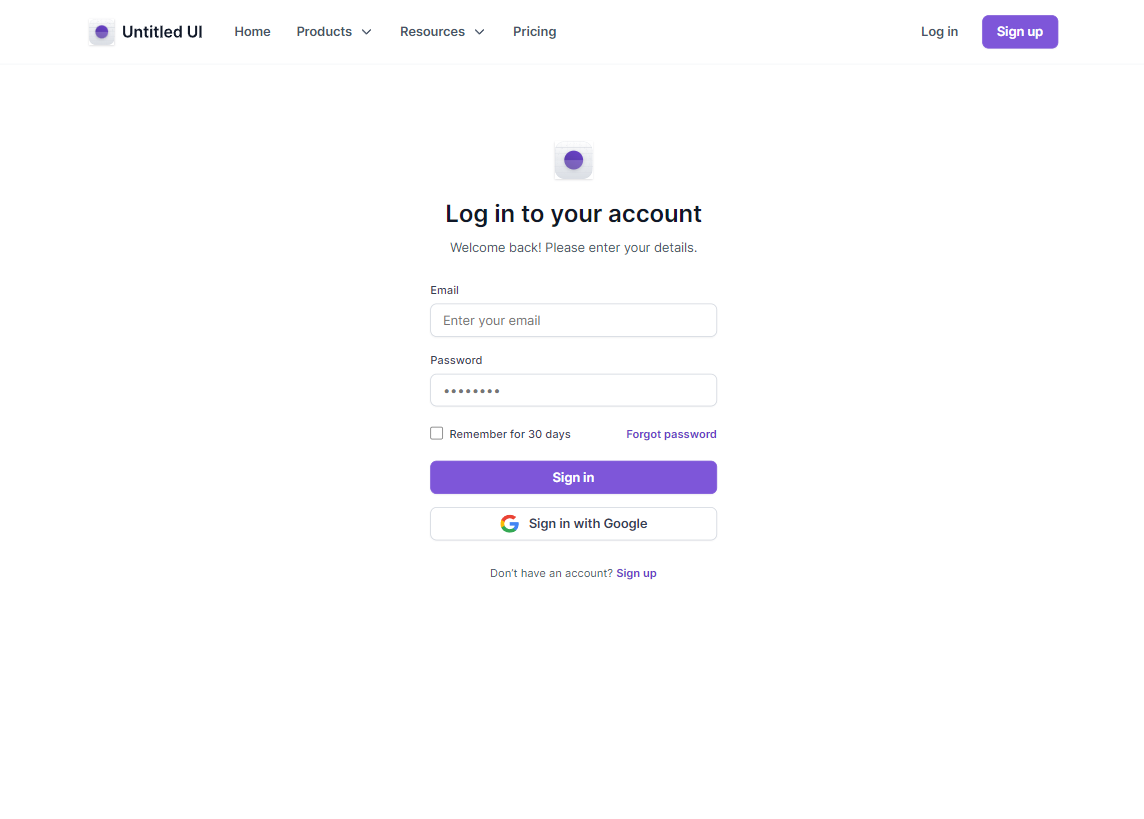 Untitled UI Home Products Resources Pricing Log in Sign up
Log in to your account
Welcome back! Please enter your details.
Email
Enter your email
Password
••••••••
Remember for 30 days Forgot password
Sign in
Sign in with Google
Don't have an account? Sign up